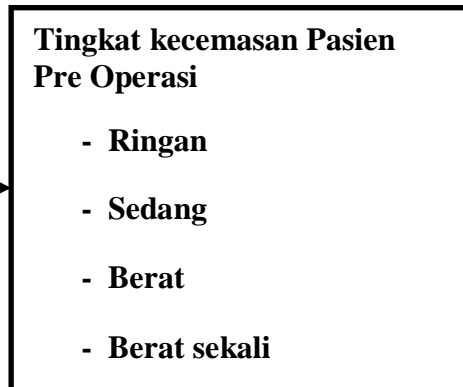 Tingkat kecemasan Pasien
Pre Operasi
- Ringan
- Sedang
- Berat
- Berat sekali